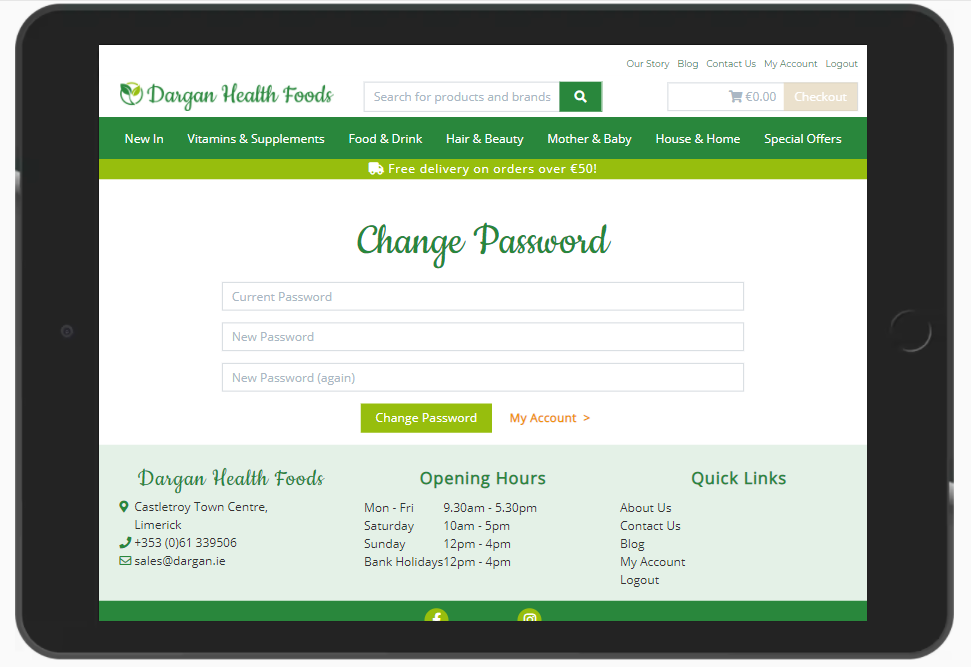 Our Story Blog Contact Us My Account Logout
Dargan Health Foods
Search for products and brands
€0.00 Checkout
New In Vitamins & Supplements Food & Drink Hair & Beauty Mother & Baby House & Home Special Offers
Free delivery on orders over €50!
Change Password
Current Password
New Password
New Password (again)
Change Password My Account >
Dargan Health Foods
Castletroy Town Centre,
Limerick
+353 (0)61 339506
sales@dargan.ie
Opening Hours
Mon - Fri 9.30am - 5.30pm
Saturday 10am - 5pm
Sunday 12pm - 4pm
Bank Holidays 12pm - 4pm
Quick Links
About Us
Contact Us
Blog
My Account
Logout